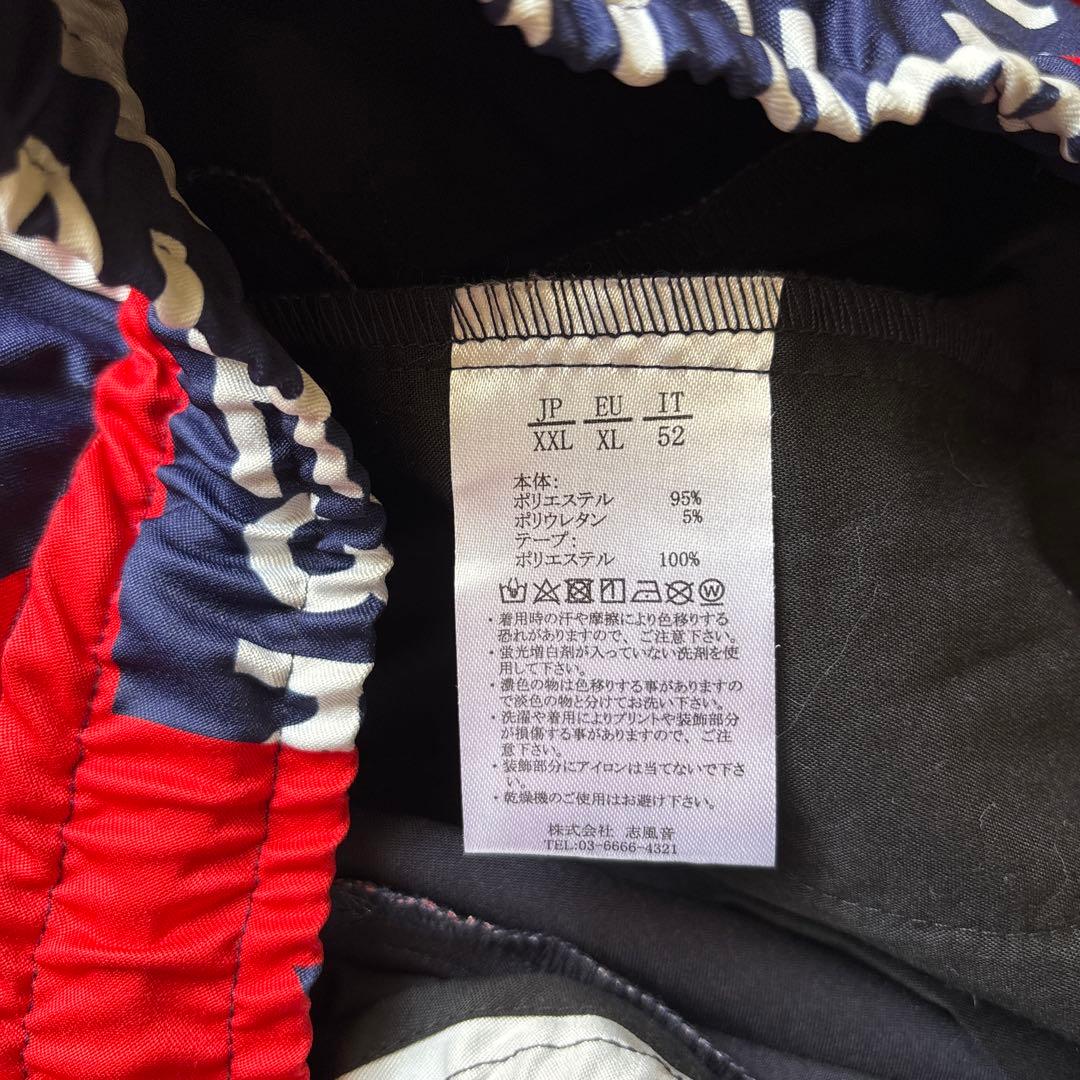 JP EU IT
XXL XL 52
本体:
ポリエステル 95%
ポリウレタン 5%
テープ:
ポリエステル 100%
W
・着用時の汗や摩擦により色移りする
恐れがありますので、ご注意下さい。
・蛍光増白剤が入っていない洗剤を使
用して下さい。
・濃色の物は色移りする事がありますの
で淡色の物と分けてお洗い下さい。
・洗濯や着用によりプリントや装飾部分
が損傷する事がありますので、ご注
意下さい。
・装飾部分にアイロンは当てないで下さ
い。
・乾燥機のご使用はお避け下さい。
株式会社 志風音
TEL:03-6666-4321